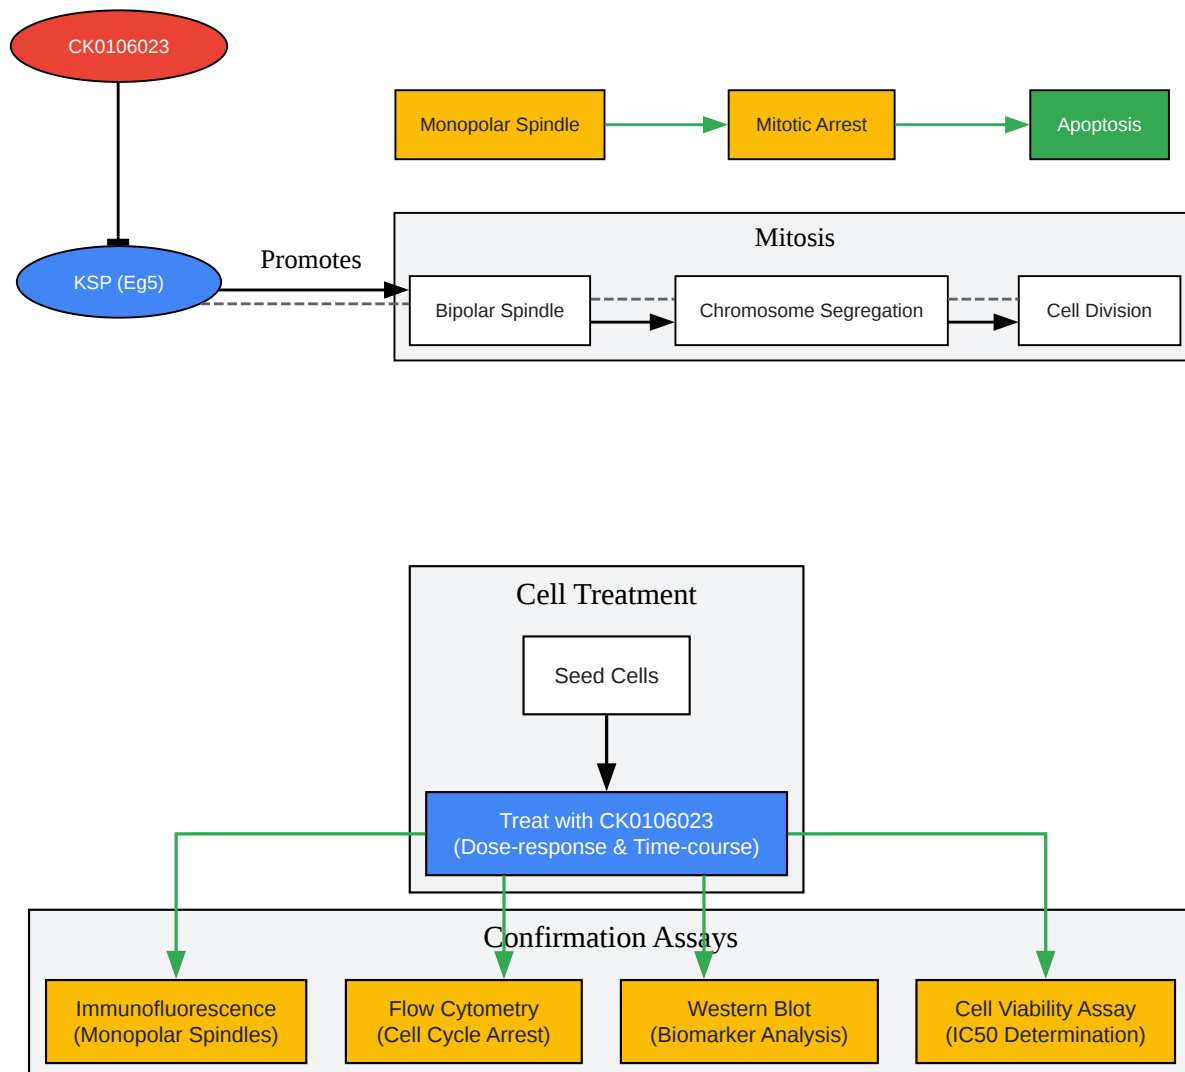 CK0106023
Monopolar Spindle
Mitotic Arrest
Apoptosis
Mitosis
KSP (Eg5)
Promotes
Bipolar Spindle
Chromosome Segregation
Cell Division
Cell Treatment
Seed Cells
Treat with CK0106023
(Dose-response & Time-course)
Confirmation Assays
Immunofluorescence
(Monopolar Spindles)
Flow Cytometry
(Cell Cycle Arrest)
Western Blot
(Biomarker Analysis)
Cell Viability Assay
(IC50 Determination)